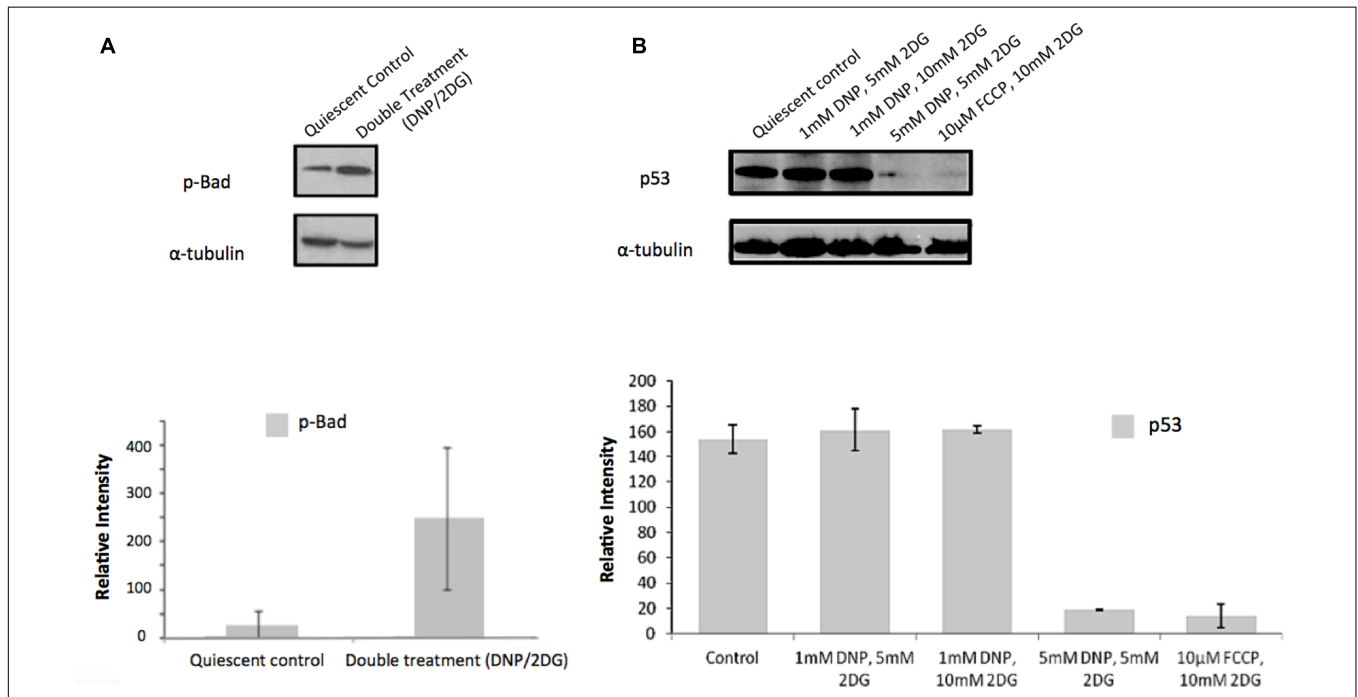 A
Quiescent Control
Double Treatment
(DNP/2DG)
p-Bad
α-tubulin
B
Quiescent control
1mM DNP, 5mM 2DG
1mM DNP, 10mM 2DG
5mM DNP, 5mM 2DG
10μM FCCP, 10mM 2DG
p53
α-tubulin
p-Bad
Relative Intensity
400
300
200
100
0
Quiescent control
Double treatment (DNP/2DG)
p53
Relative Intensity
200
180
160
140
120
100
80
60
40
20
0
Control
1mM DNP, 5mM
2DG
1mM DNP,
10mM 2DG
5mM DNP, 5mM
2DG
10μM FCCP,
10mM 2DG